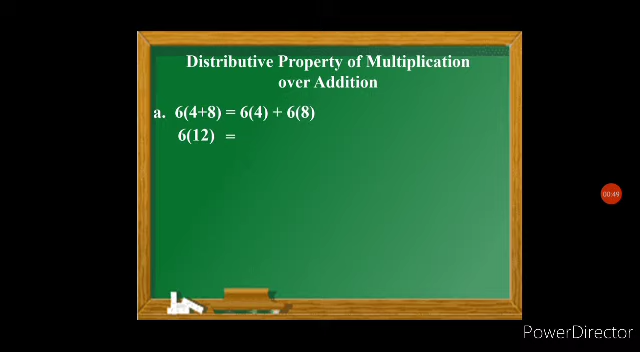 Distributive Property of Multiplication
over Addition
a. 6(4+8) = 6(4) + 6(8)
6(12) =
00:49
PowerDirector